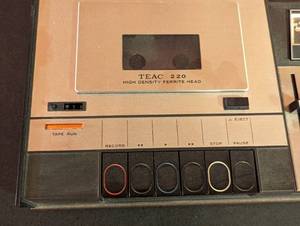 TEAC 220
HIGH DENSITY FERRITE HEAD
TAPE RUN
⏏ EJECT
RECORD ◀◀ ▶ ▶▶ STOP PAUSE